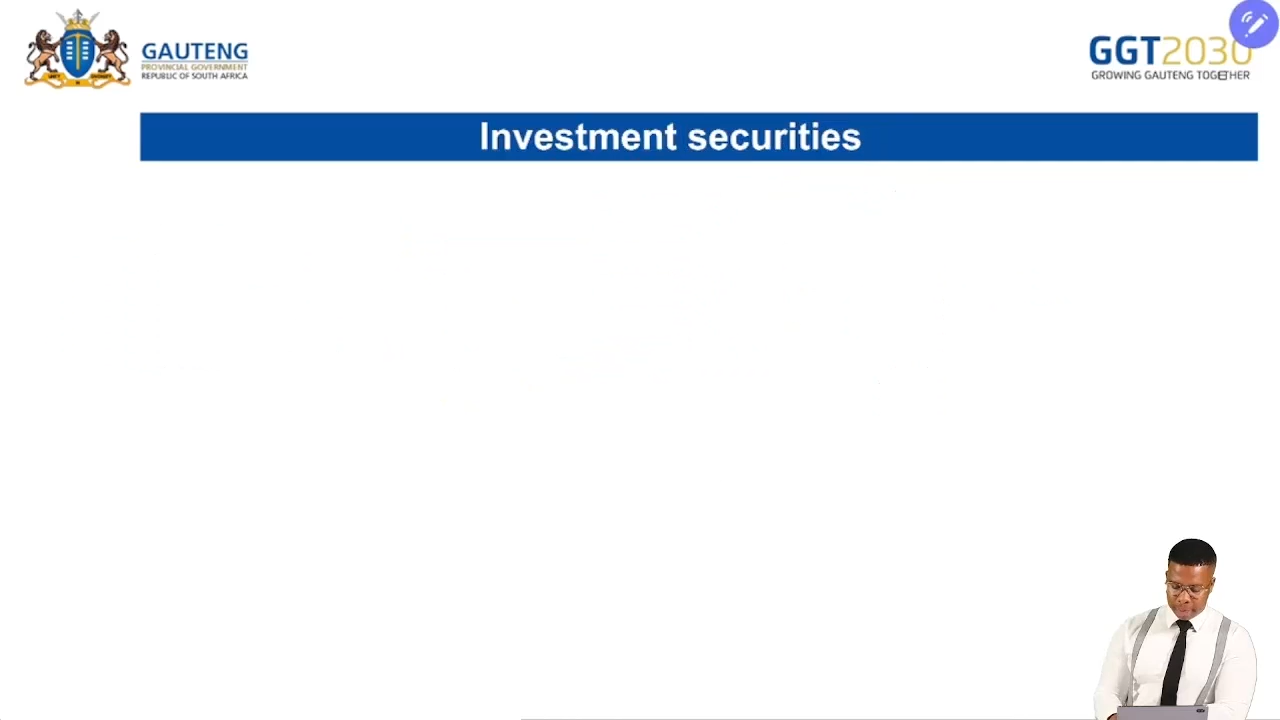 GAUTENG
PROVINCIAL GOVERNMENT
REPUBLIC OF SOUTH AFRICA
GGT2030
GROWING GAUTENG TOGETHER
Investment securities